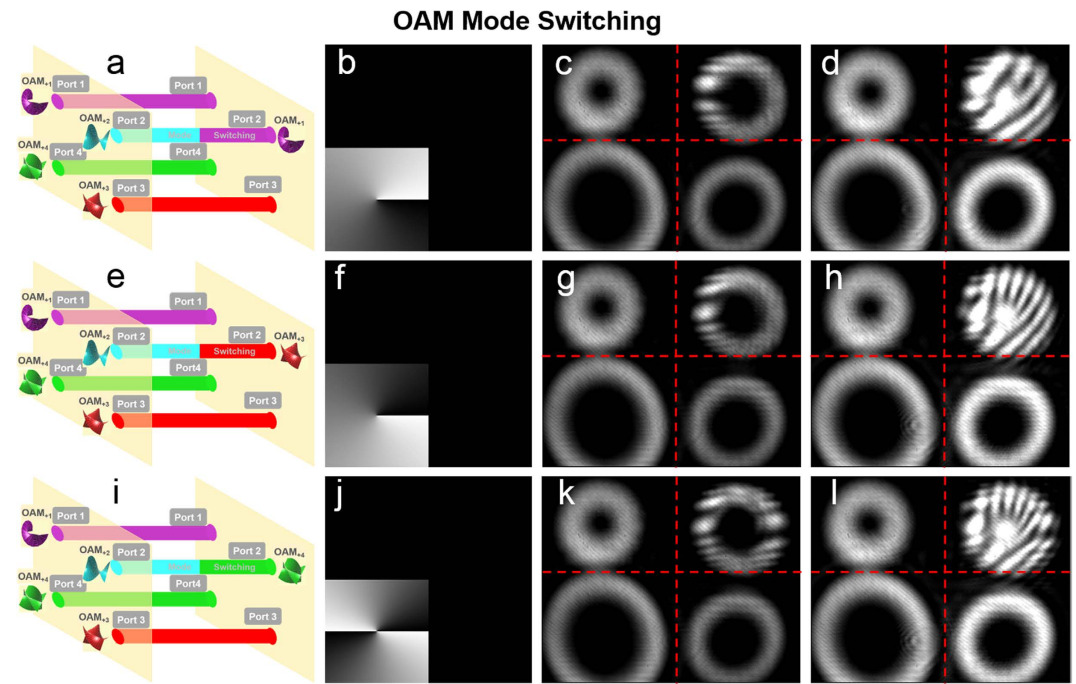 OAM Mode Switching
a
OAM+1
Port 1
Port 1
OAM+2
Port 2
Mode
Switching
Port 2
OAM+1
OAM+4
Port 4
Port4
OAM+3
Port 3
Port 3
b
c
d
e
OAM+1
Port 1
Port 1
OAM+2
Port 2
Mode
Switching
Port 2
OAM+3
OAM+4
Port 4
Port4
OAM+3
Port 3
Port 3
f
g
h
i
OAM+1
Port 1
Port 1
OAM+2
Port 2
Mode
Switching
Port 2
OAM+4
OAM+4
Port 4
Port4
OAM+3
Port 3
Port 3
j
k
l